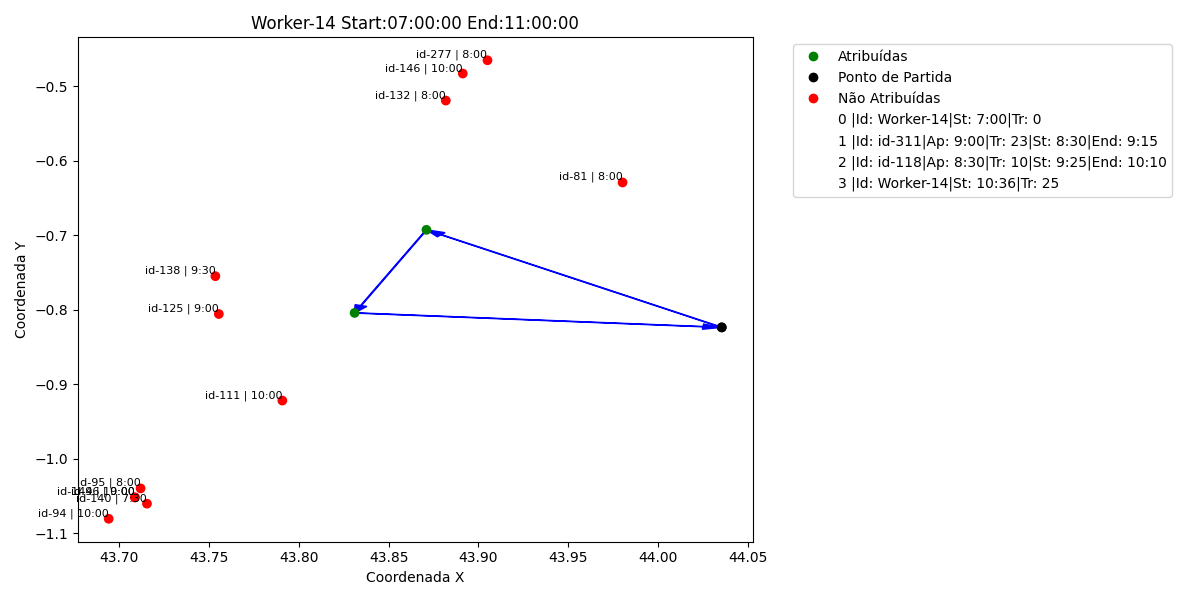 Worker-14 Start:07:00:00 End:11:00:00
id-277 | 8:00
id-146 | 10:00
id-132 | 8:00
id-81 | 8:00
id-138 | 9:30
id-125 | 9:00
id-111 | 10:00
d-95 | 8:00
id-140 |
id-94 | 10:00
−0.5
−0.6
−0.7
−0.8
−0.9
−1.0
−1.1
Coordenada Y
43.70
43.75
43.80
43.85
43.90
43.95
44.00
44.05
Coordenada X
Atribuídas
Ponto de Partida
Não Atribuídas
0 |Id: Worker-14|St: 7:00|Tr: 0
1 |Id: id-311|Ap: 9:00|Tr: 23|St: 8:30|End: 9:15
2 |Id: id-118|Ap: 8:30|Tr: 10|St: 9:25|End: 10:10
3 |Id: Worker-14|St: 10:36|Tr: 25